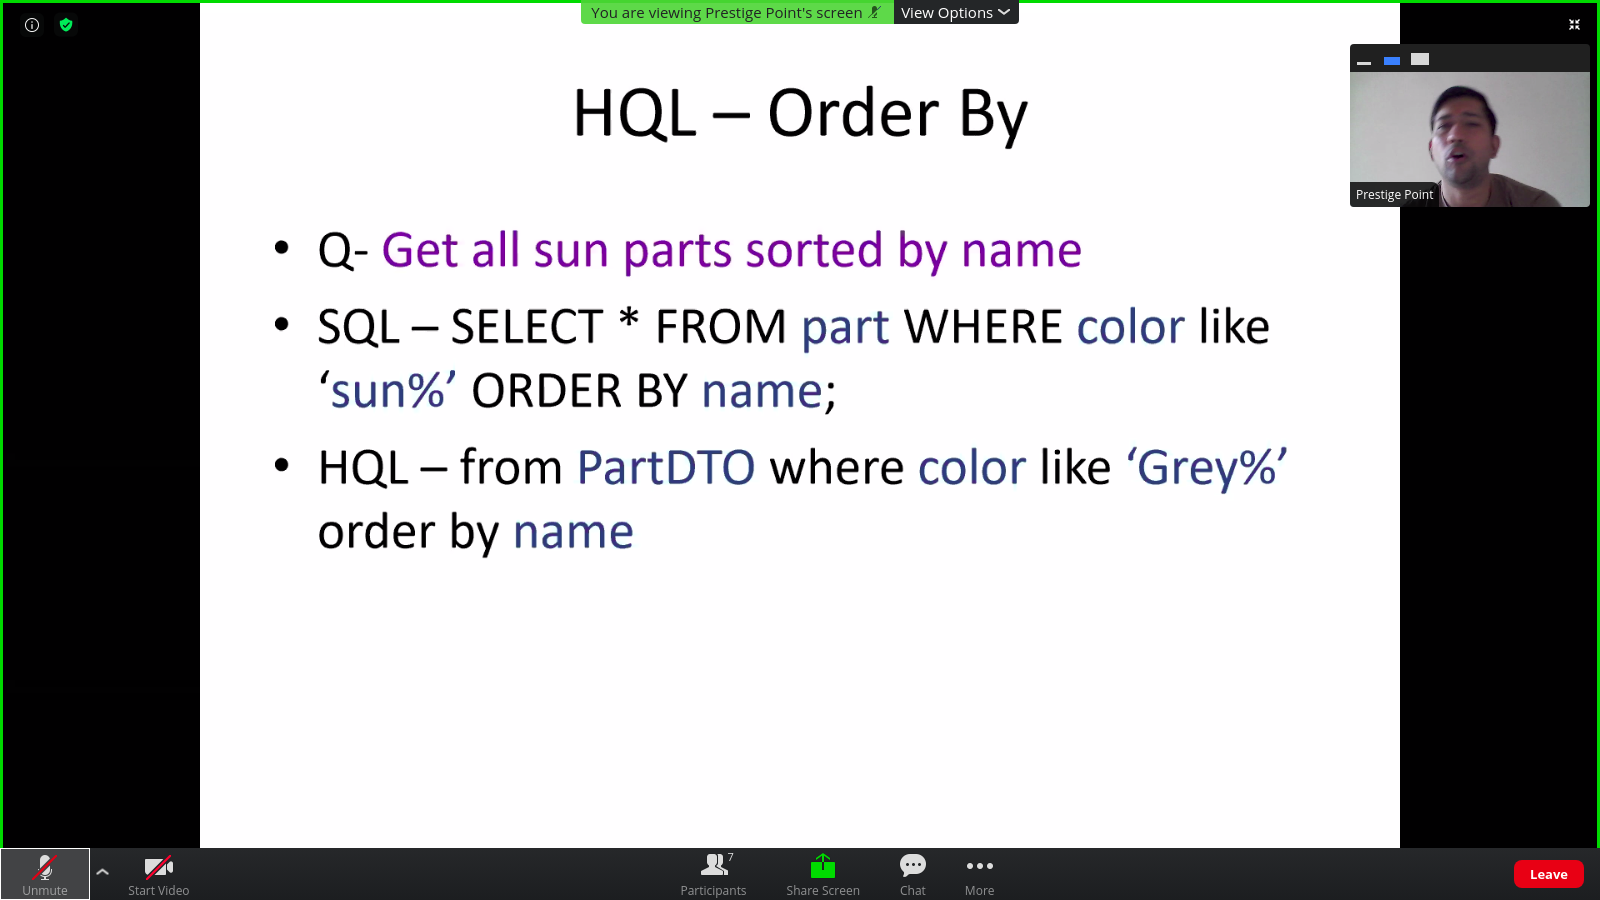 You are viewing Prestige Point's screen
View Options
HQL – Order By
Prestige Point
• Q- Get all sun parts sorted by name
• SQL – SELECT * FROM part WHERE color like
‘sun%’ ORDER BY name;
• HQL – from PartDTO where color like ‘Grey%’
order by name
Unmute
Start Video
Participants
7
Share Screen
Chat
More
Leave